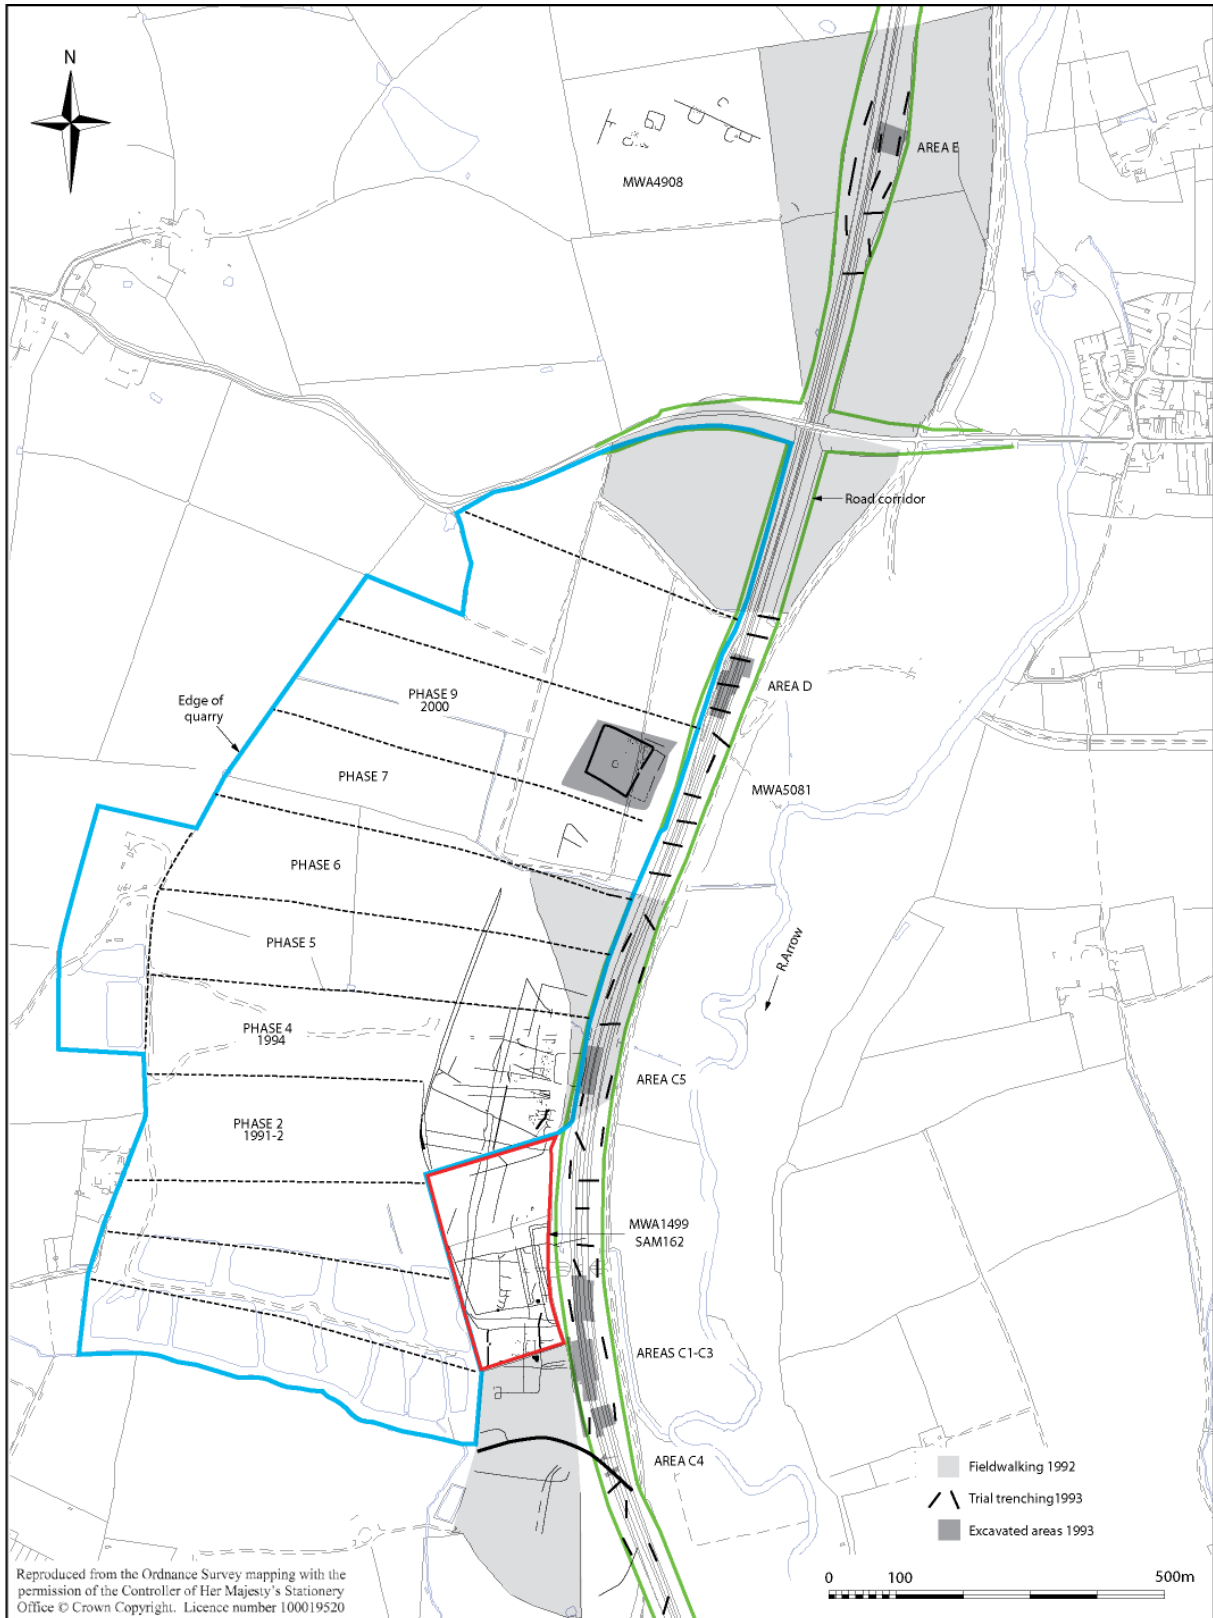 N
MWA4908
AREA E
Road corridor
AREA D
Edge of
quarry
PHASE 9
2000
PHASE 7
MWA5081
PHASE 6
PHASE 5
R.Arrow
PHASE 4
1994
AREA C5
PHASE 2
1991-2
MWA1499
SAM162
AREAS C1-C3
AREA C4
Fieldwalking 1992
Trial trenching1993
Excavated areas 1993
Reproduced from the Ordnance Survey mapping with the
permission of the Controller of Her Majesty's Stationery
Office © Crown Copyright. Licence number 100019520
0 100 500m